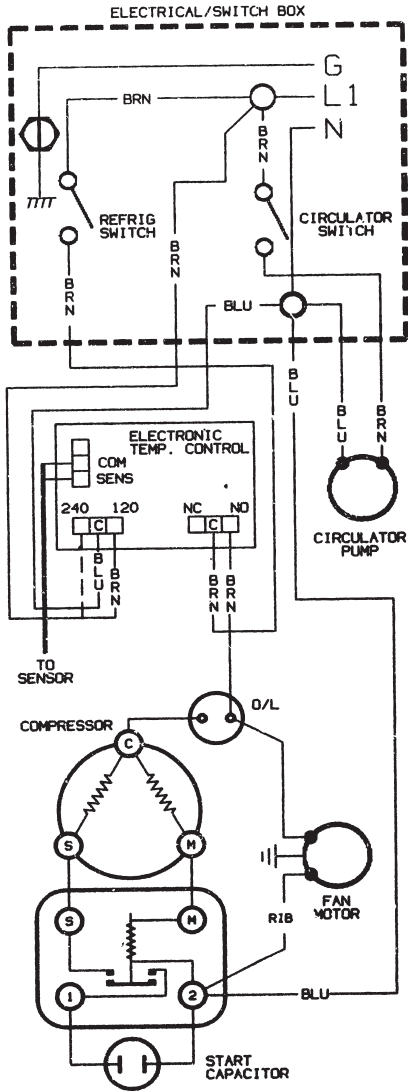 ELECTRICAL/SWITCH BOX
G
BRN
L1
BRN
N
REFRIG
SWITCH
CIRCULATOR
SWITCH
BRN
BRN
BLU
BLU
BLU
BRN
ELECTRONIC
TEMP. CONTROL
COM
SENS
240
C
120
NC
C
NO
CIRCULATOR
PUMP
BLU
BRN
BRN
BRN
TO
SENSOR
O/L
COMPRESSOR
C
S
M
FAN
MOTOR
S
M
RIB
1
2
BLU
START
CAPACITOR